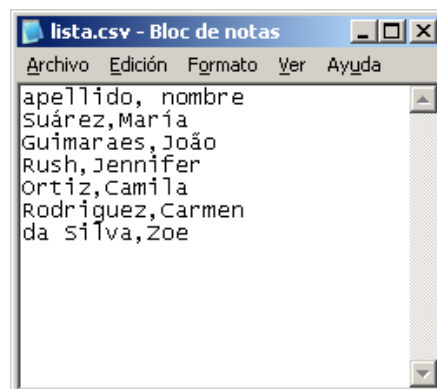 lista.csv - Bloc de notas
Archivo Edición Formato Ver Ayuda
apellido, nombre
Suárez,María
Guimaraes,João
Rush,Jennifer
Ortiz,Camila
Rodriguez,Carmen
da Silva,Zoe